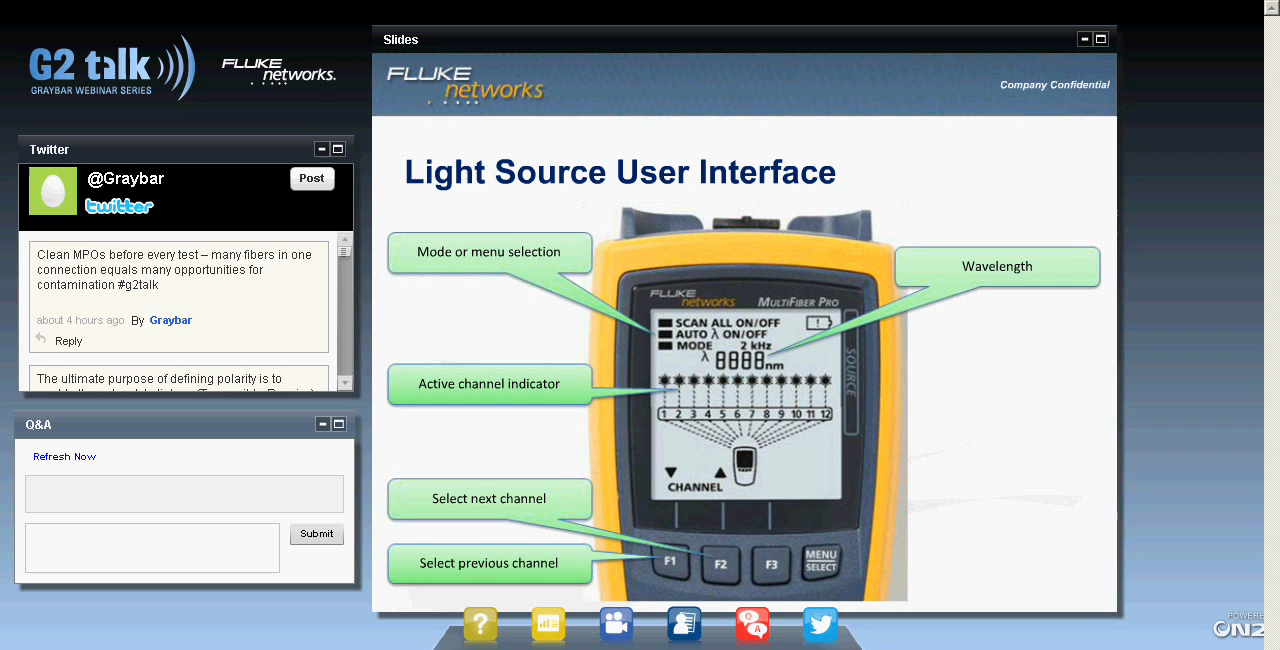 G2 talk
GRAYBAR WEBINAR SERIES
FLUKE
networks.
Twitter
@Graybar
twitter
Post
Clean MPOs before every test – many fibers in one
connection equals many opportunities for
contamination #g2talk
about 4 hours ago By Graybar
Reply
The ultimate purpose of defining polarity is to
Q&A
Refresh Now
Submit
Slides
FLUKE
networks
Company Confidential
Light Source User Interface
Mode or menu selection
Wavelength
Active channel indicator
Select next channel
Select previous channel
FLUKE
networks
MULTIFIBER PRO
SCAN ALL ON/OFF
!
AUTO λ ON/OFF
MODE 2 kHz
λ 8888nm
SOURCE
1 2 3 4 5 6 7 8 9 10 11 12
CHANNEL
F1
F2
F3
MENU
SELECT
?
Q
A